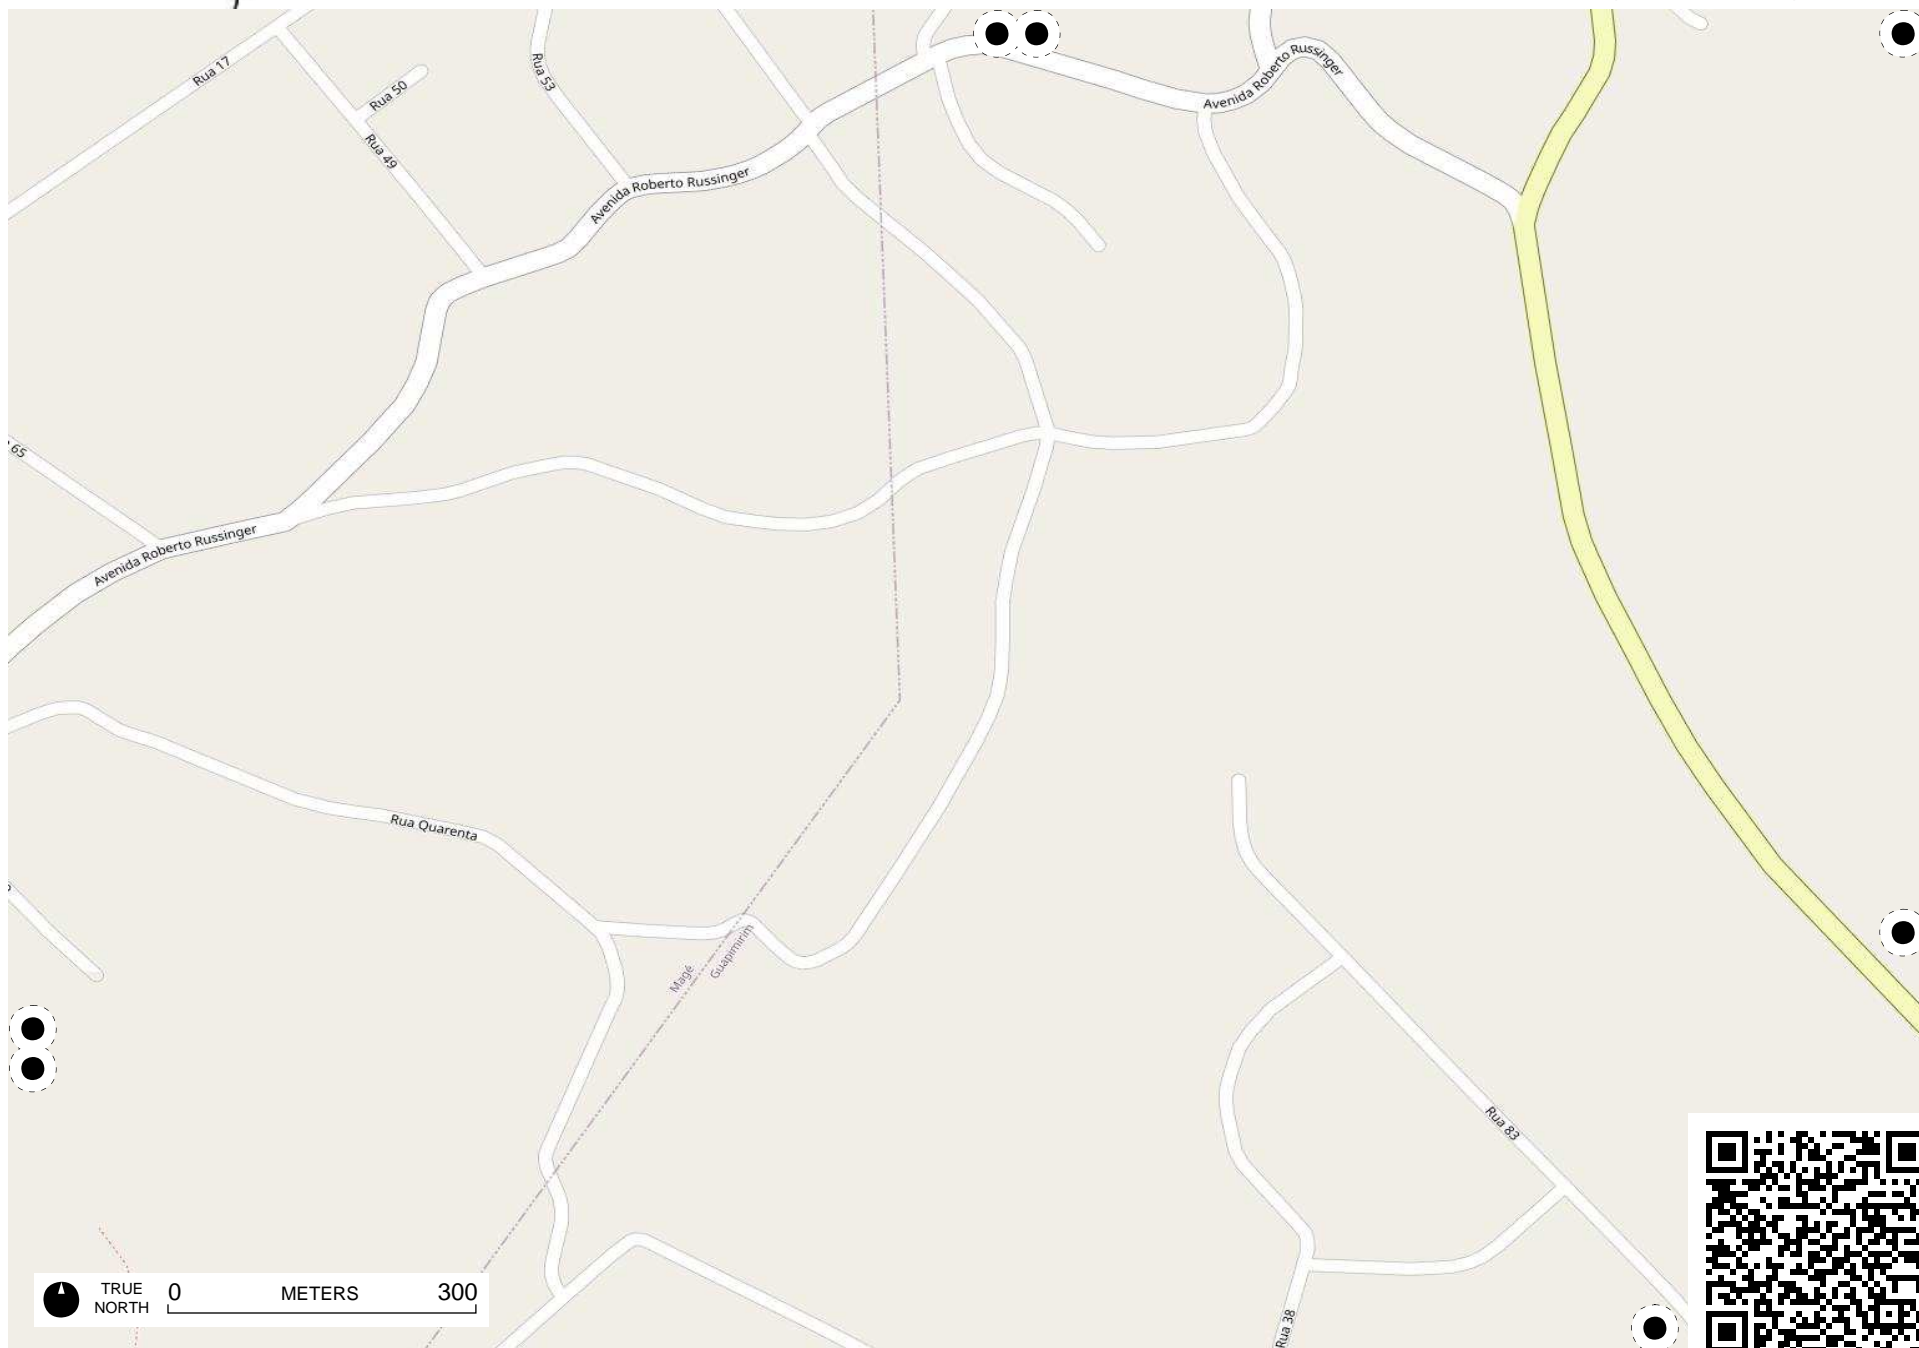 Rua 17
Rua 50
Rua 53
Rua 49
Avenida Roberto Russinger
Avenida Roberto Russinger
65
Avenida Roberto Russinger
Rua Quarenta
Magé
Guapimirim
Rua 83
Rua 38
TRUE NORTH
0 METERS 300